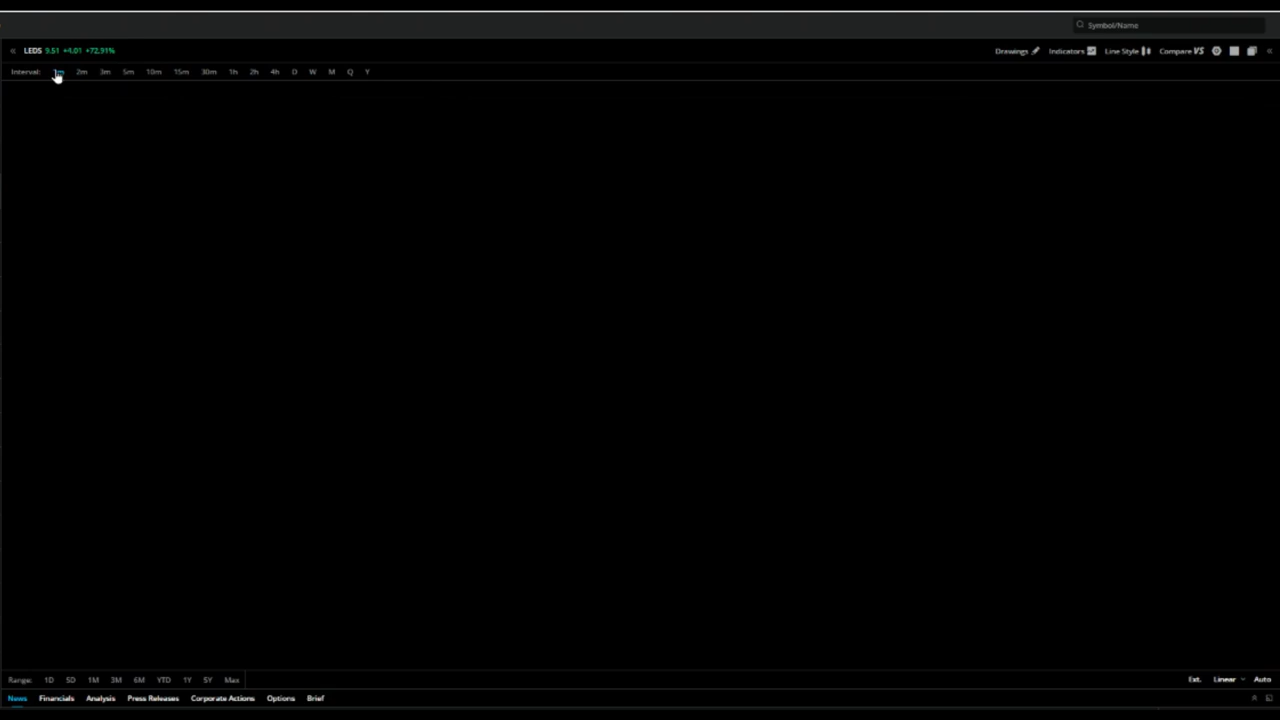 Symbol/Name
LEDS 9.51 +4.01 +72.91% Drawings Indicators Line Style Compare VS
Interval: 1m 2m 3m 5m 10m 15m 30m 1h 2h 4h D W M Q Y
Range: 1D 5D 1M 3M 6M YTD 1Y 5Y Max Ext. Linear Auto
News Financials Analysis Press Releases Corporate Actions Options Brief